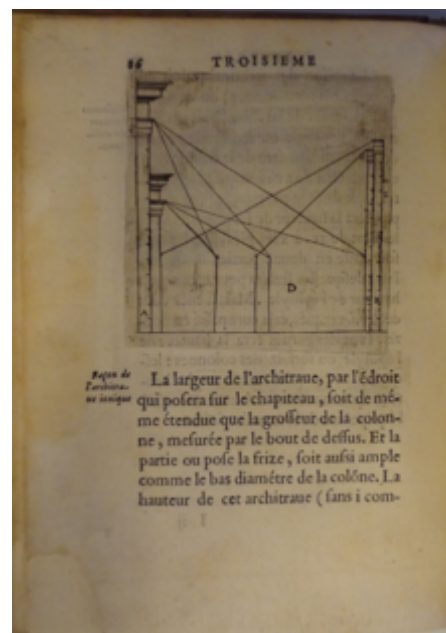 86 TROISIEME
D
Façon de
l'architra-
ue ionique
La largeur de l'architraue, par l'édroit
qui posera sur le chapiteau, soit de mé-
me étendue que la grosseur de la colon-
ne, mesurée par le bout de dessus. Et la
partie ou pose la frize, soit aussi ample
comme le bas diamétre de la colône. La
hauteur de cet architraue (sans i com-